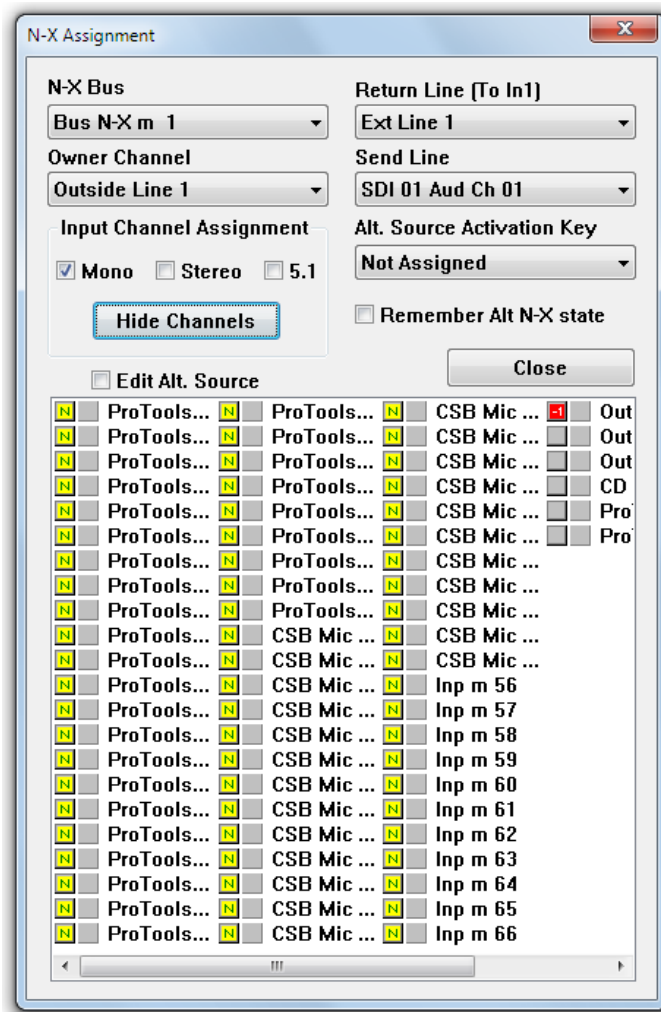 N-X Assignment
N-X Bus
Return Line (To In1)
Bus N-X m 1
Ext Line 1
Owner Channel
Send Line
Outside Line 1
SDI 01 Aud Ch 01
Input Channel Assignment
Alt. Source Activation Key
Mono Stereo 5.1
Not Assigned
Hide Channels
Remember Alt N-X state
Close
Edit Alt. Source
N ProTools... N ProTools... N CSB Mic ... -1 Out
N ProTools... N ProTools... N CSB Mic ... Out
N ProTools... N ProTools... N CSB Mic ... Out
N ProTools... N ProTools... N CSB Mic ... CD
N ProTools... N ProTools... N CSB Mic ... Pro
N ProTools... N ProTools... N CSB Mic ... Pro
N ProTools... N ProTools... N CSB Mic ...
N ProTools... N ProTools... N CSB Mic ...
N ProTools... N ProTools... N CSB Mic ...
N ProTools... N CSB Mic ... N CSB Mic ...
N ProTools... N CSB Mic ... N CSB Mic ...
N ProTools... N CSB Mic ... N Inp m 56
N ProTools... N CSB Mic ... N Inp m 57
N ProTools... N CSB Mic ... N Inp m 58
N ProTools... N CSB Mic ... N Inp m 59
N ProTools... N CSB Mic ... N Inp m 60
N ProTools... N CSB Mic ... N Inp m 61
N ProTools... N CSB Mic ... N Inp m 62
N ProTools... N CSB Mic ... N Inp m 63
N ProTools... N CSB Mic ... N Inp m 64
N ProTools... N CSB Mic ... N Inp m 65
N ProTools... N CSB Mic ... N Inp m 66